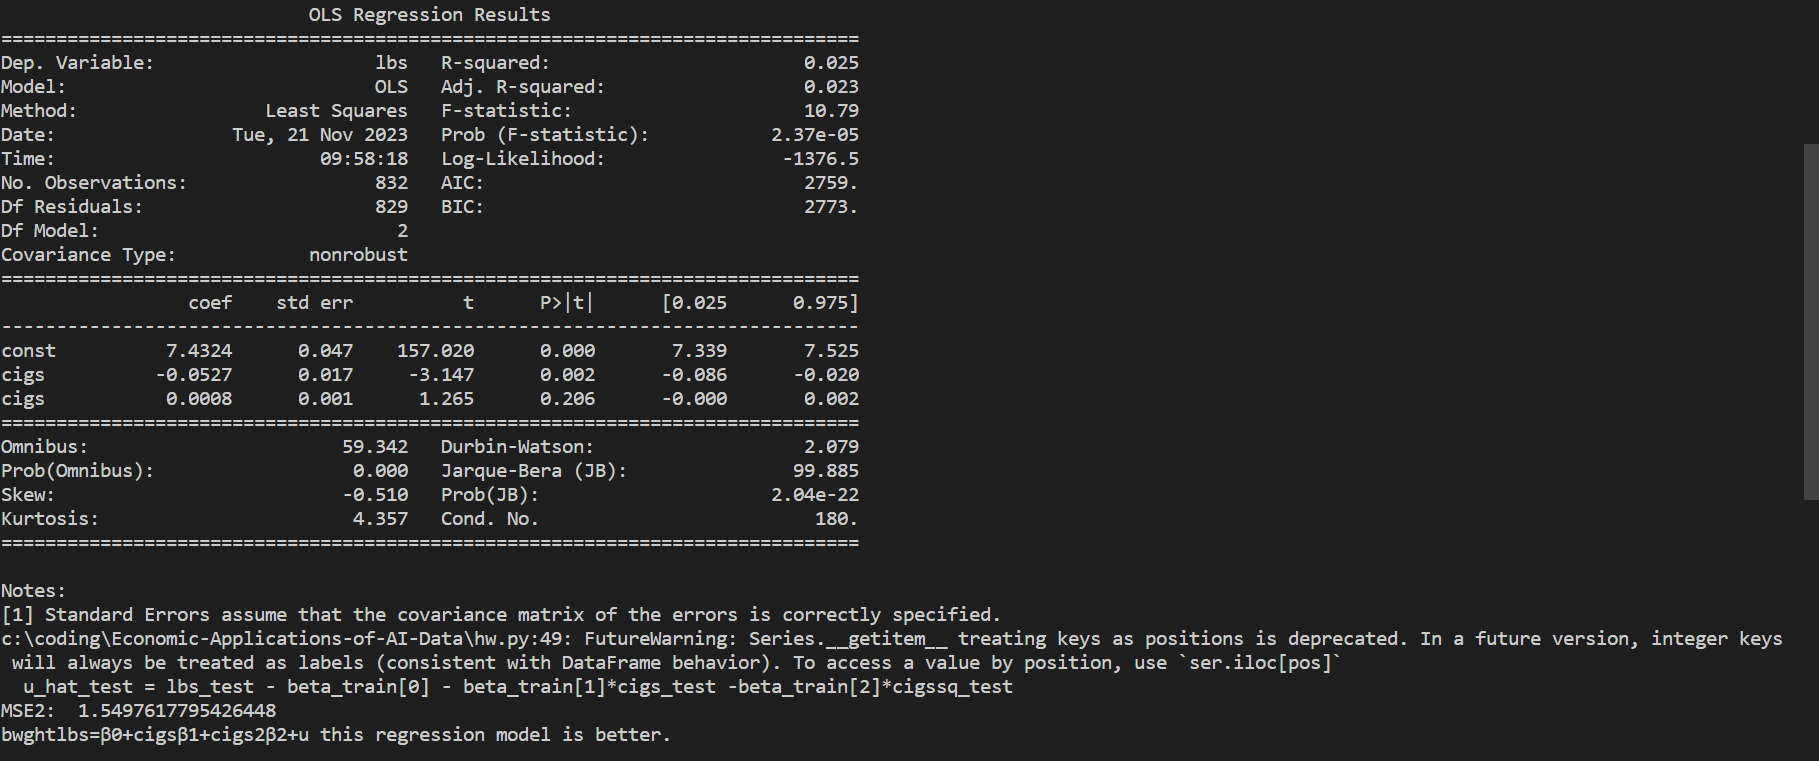 OLS Regression Results
==============================================================================
Dep. Variable:                    lbs   R-squared:                       0.025
Model:                            OLS   Adj. R-squared:                  0.023
Method:                 Least Squares   F-statistic:                     10.79
Date:                Tue, 21 Nov 2023   Prob (F-statistic):           2.37e-05
Time:                        09:58:18   Log-Likelihood:                -1376.5
No. Observations:                 832   AIC:                             2759.
Df Residuals:                     829   BIC:                             2773.
Df Model:                           2
Covariance Type:            nonrobust
==============================================================================
                 coef    std err          t      P>|t|      [0.025      0.975]
------------------------------------------------------------------------------
const          7.4324      0.047    157.020      0.000       7.339       7.525
cigs          -0.0527      0.017     -3.147      0.002      -0.086      -0.020
cigs           0.0008      0.001      1.265      0.206      -0.000       0.002
==============================================================================
Omnibus:                       59.342   Durbin-Watson:                   2.079
Prob(Omnibus):                  0.000   Jarque-Bera (JB):               99.885
Skew:                          -0.510   Prob(JB):                     2.04e-22
Kurtosis:                       4.357   Cond. No.                         180.
==============================================================================
Notes:
[1] Standard Errors assume that the covariance matrix of the errors is correctly specified.
c:\coding\Economic-Applications-of-AI-Data\hw.py:49: FutureWarning: Series.__getitem__ treating keys as positions is deprecated. In a future version, integer keys
 will always be treated as labels (consistent with DataFrame behavior). To access a value by position, use `ser.iloc[pos]`
  u_hat_test = lbs_test - beta_train[0] - beta_train[1]*cigs_test -beta_train[2]*cigssq_test
MSE2:  1.5497617795426448
bwghtlbs=β0+cigsβ1+cigs2β2+u this regression model is better.